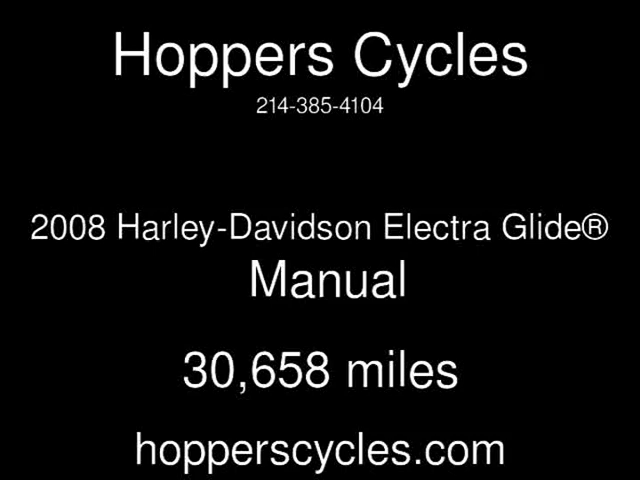 Hoppers Cycles
214-385-4104
2008 Harley-Davidson Electra Glide®
Manual
30,658 miles
hopperscycles.com